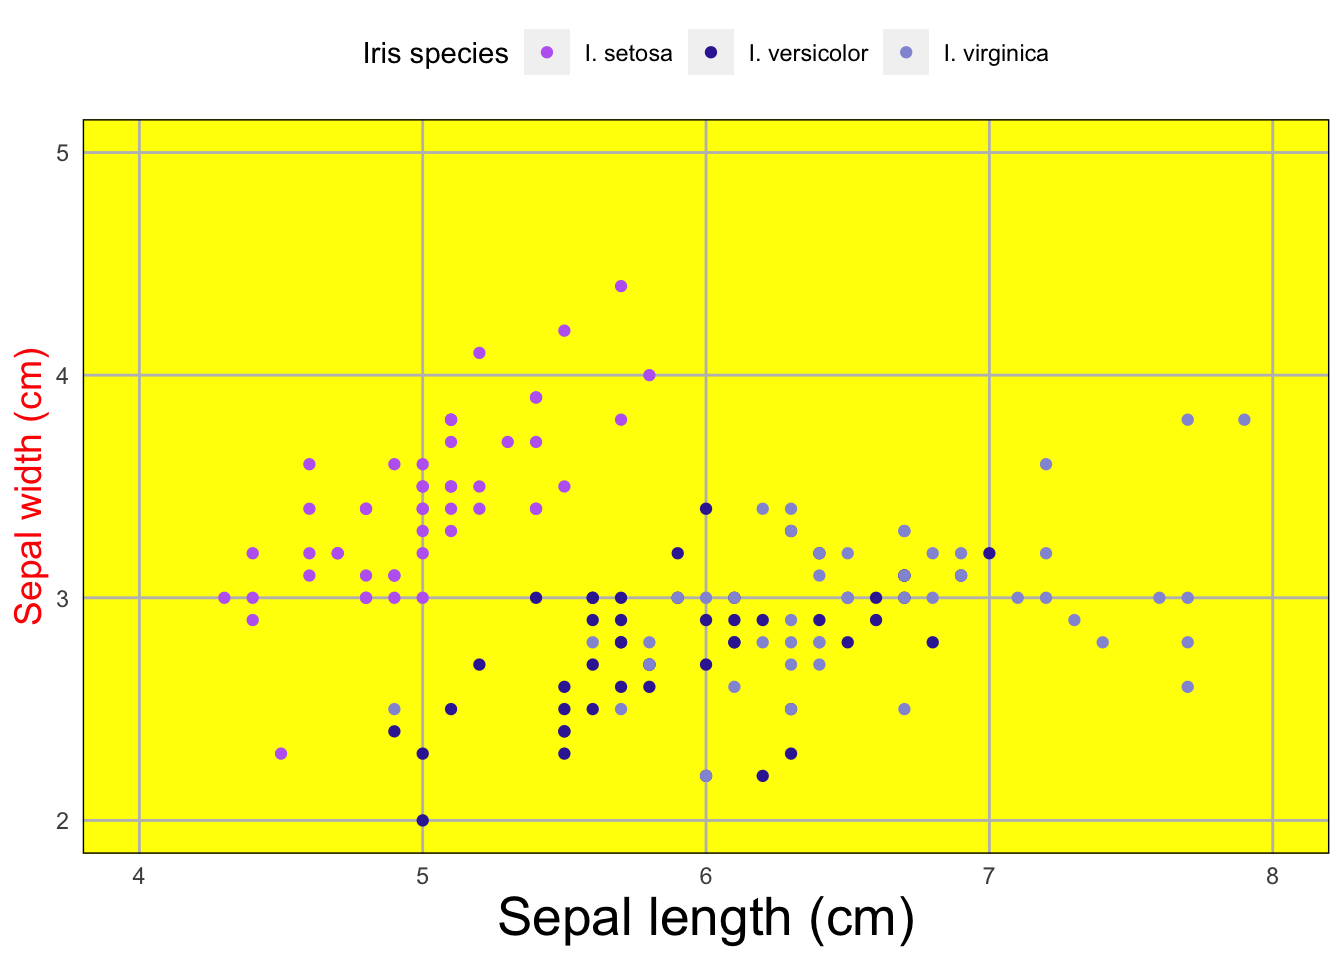 Iris species I. setosa I. versicolor I. virginica
5
4
3
2
Sepal width (cm)
4 5 6 7 8
Sepal length (cm)